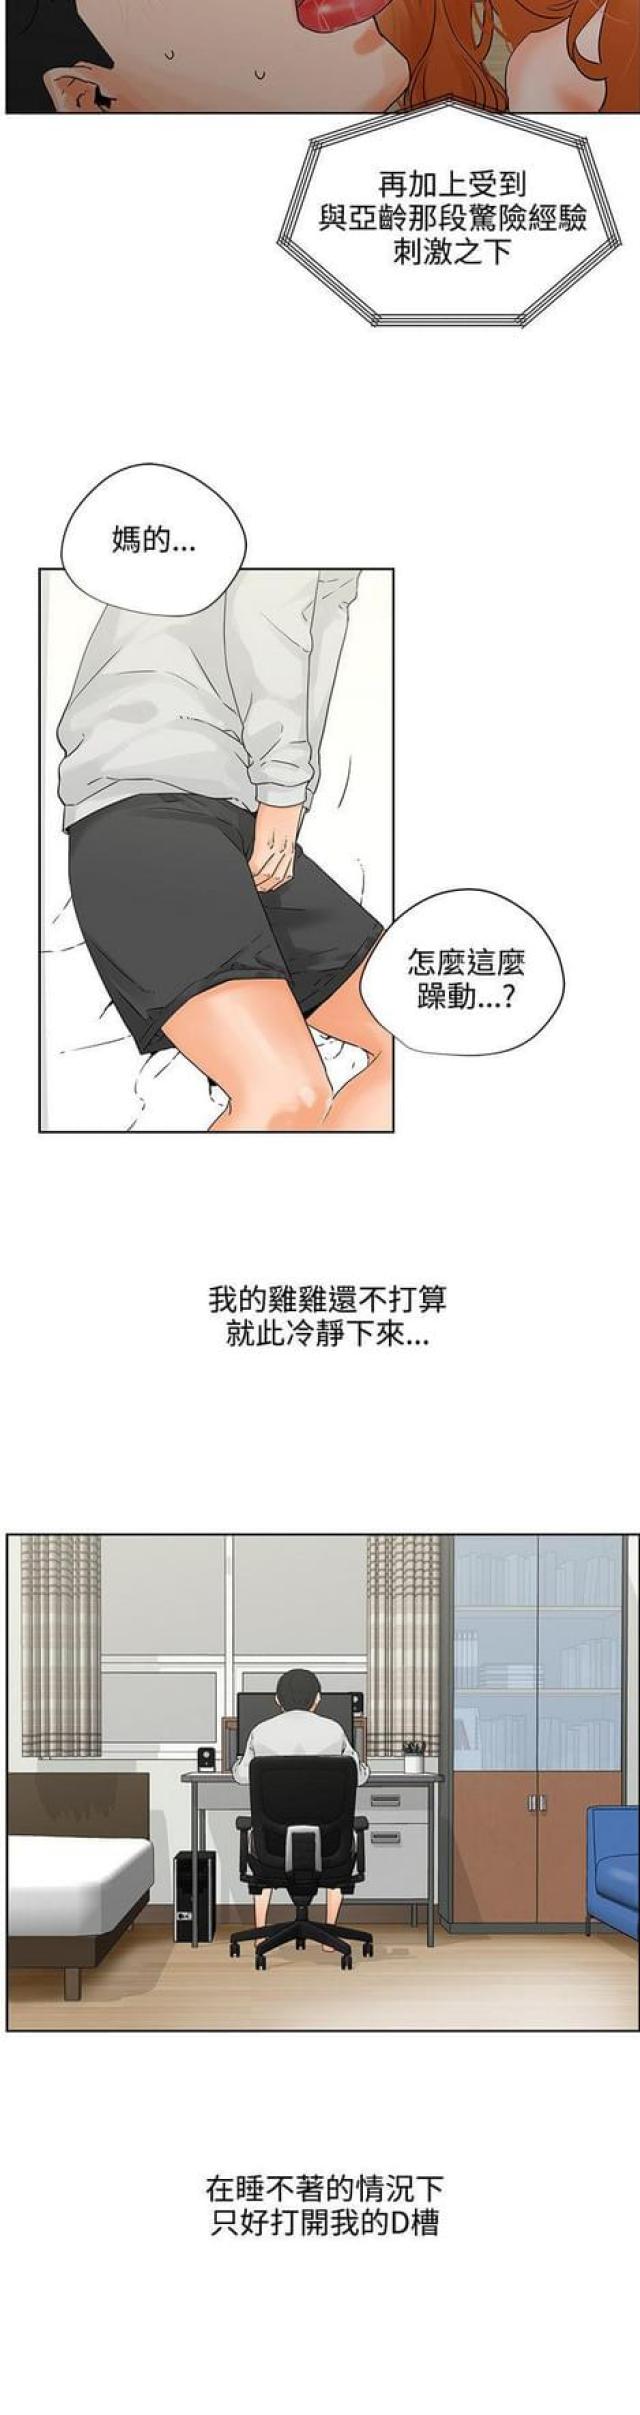 再加上受到
與亞齡那段驚險經驗
刺激之下
媽的...
怎麼這麼
躁動...?
我的雞雞還不打算
就此冷靜下來...
在睡不著的情況下
只好打開我的D槽